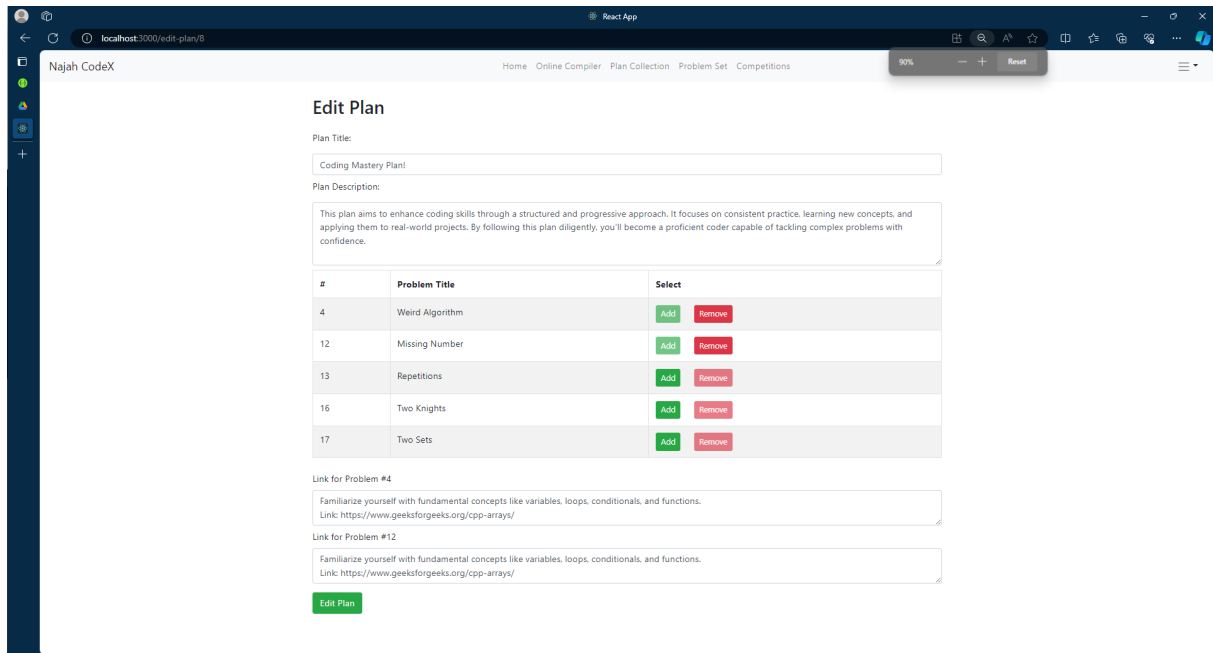 React App
localhost:3000/edit-plan/8
90%
Reset
Najah CodeX
Home Online Compiler Plan Collection Problem Set Competitions
Edit Plan
Plan Title:
Coding Mastery Plan!
Plan Description:
This plan aims to enhance coding skills through a structured and progressive approach. It focuses on consistent practice, learning new concepts, and
applying them to real-world projects. By following this plan diligently, you'll become a proficient coder capable of tackling complex problems with
confidence.
# Problem Title Select
4 Weird Algorithm Add Remove
12 Missing Number Add Remove
13 Repetitions Add Remove
16 Two Knights Add Remove
17 Two Sets Add Remove
Link for Problem #4
Familiarize yourself with fundamental concepts like variables, loops, conditionals, and functions.
Link: https://www.geeksforgeeks.org/cpp-arrays/
Link for Problem #12
Familiarize yourself with fundamental concepts like variables, loops, conditionals, and functions.
Link: https://www.geeksforgeeks.org/cpp-arrays/
Edit Plan